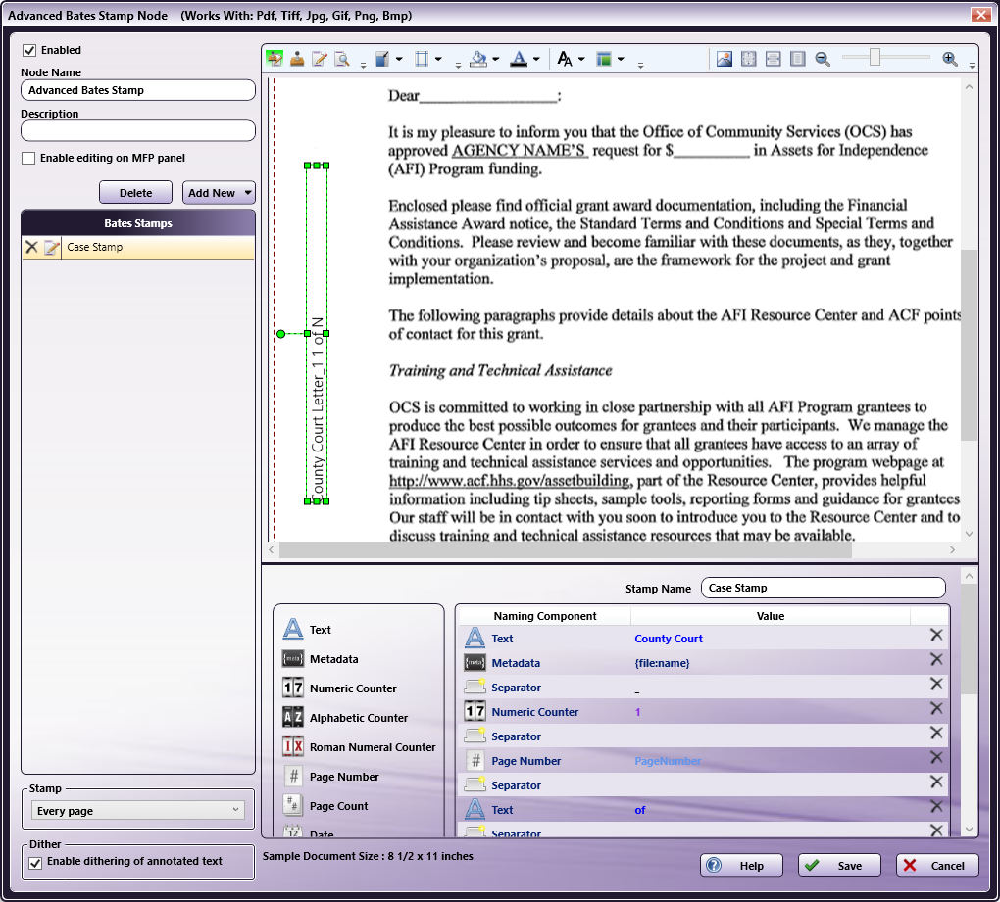 Advanced Bates Stamp Node (Works With: Pdf, Tiff, Jpg, Gif, Png, Bmp)
Enabled
Node Name
Advanced Bates Stamp
Description
Enable editing on MFP panel
Delete
Add New
Bates Stamps
Case Stamp
Stamp
Every page
Dither
Enable dithering of annotated text
Dear____________________:
It is my pleasure to inform you that the Office of Community Services (OCS) has
approved AGENCY NAME'S request for $___________ in Assets for Independence
(AFI) Program funding.
Enclosed please find official grant award documentation, including the Financial
Assistance Award notice, the Standard Terms and Conditions and Special Terms and
Conditions. Please review and become familiar with these documents, as they, together
with your organization's proposal, are the framework for the project and grant
implementation.
The following paragraphs provide details about the AFI Resource Center and ACF points
of contact for this grant.
Training and Technical Assistance
OCS is committed to working in close partnership with all AFI Program grantees to
produce the best possible outcomes for grantees and their participants. We manage the
AFI Resource Center in order to ensure that all grantees have access to an array of
training and technical assistance services and opportunities. The program webpage at
http://www.acf.hhs.gov/assetbuilding, part of the Resource Center, provides helpful
information including tip sheets, sample tools, reporting forms and guidance for grantees
Our staff will be in contact with you soon to introduce you to the Resource Center and to
discuss training and technical assistance resources that may be available.
County Court Letter_1 1 of N
Stamp Name
Case Stamp
Text
Metadata
Numeric Counter
Alphabetic Counter
Roman Numeral Counter
Page Number
Page Count
Date
Naming Component Value
Text County Court
Metadata {file:name}
Separator _
Numeric Counter 1
Separator
Page Number PageNumber
Separator
Text of
Separator
Sample Document Size : 8 1/2 x 11 inches
Help
Save
Cancel